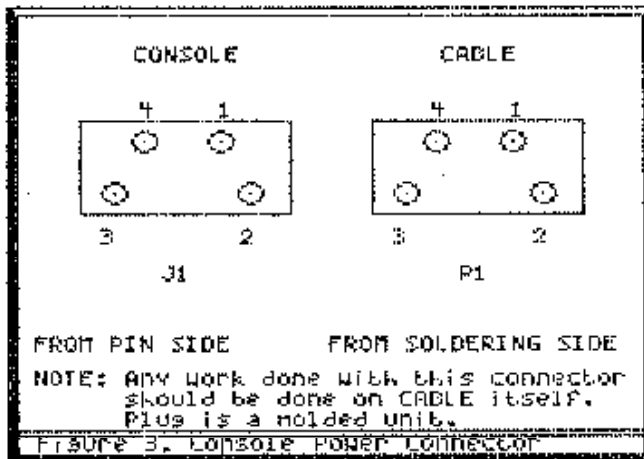 CONSOLE CABLE
4 1 4 1
3 2 3 2
J1 P1
FROM PIN SIDE FROM SOLDERING SIDE
NOTE: Any work done with this connector
should be done on CABLE itself.
Plug is a molded unit.
Figure 3. Console Power Connector